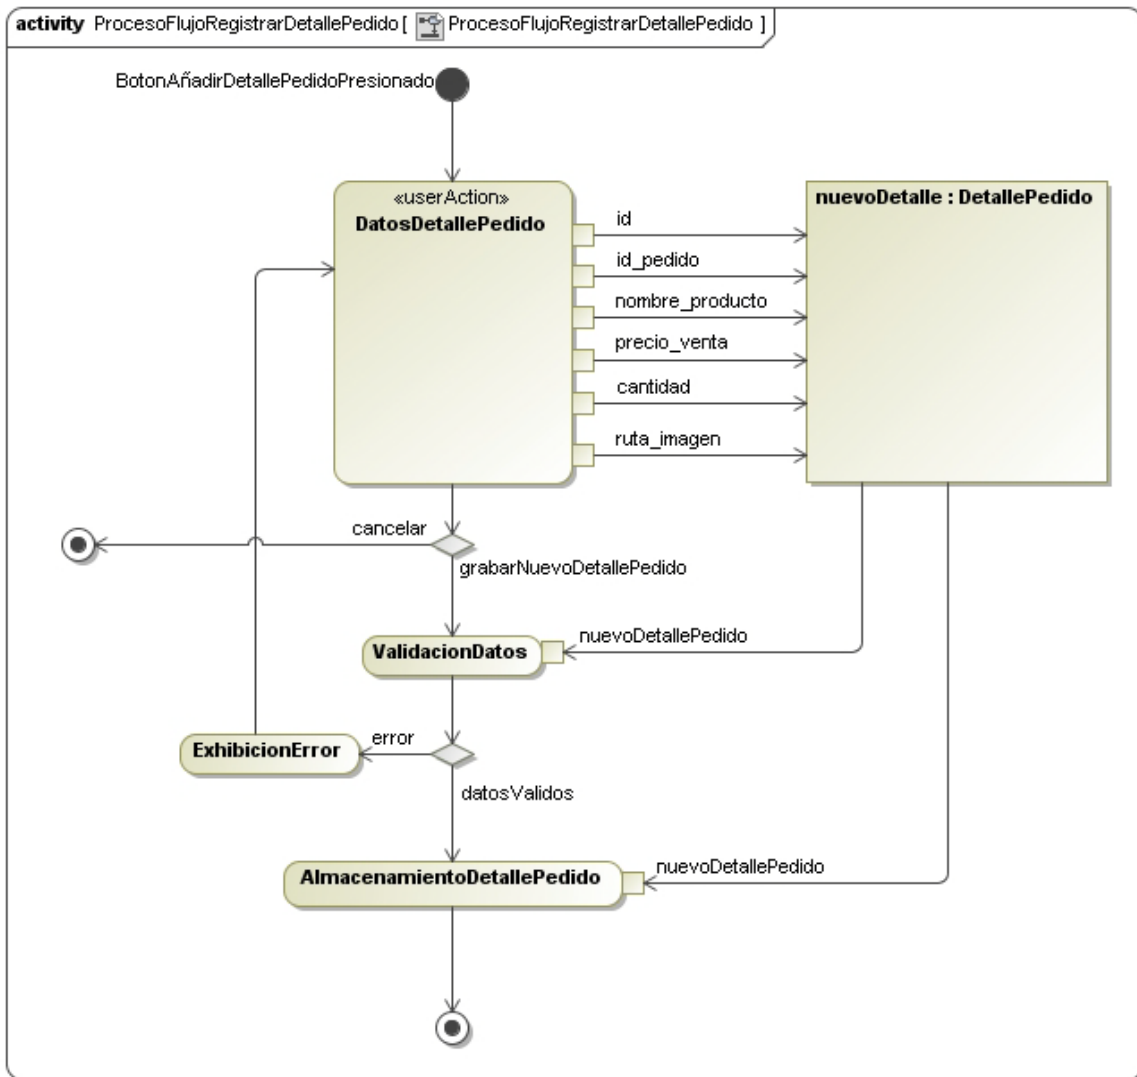 activity ProcesoFlujoRegistrarDetallePedido [ ProcesoFlujoRegistrarDetallePedido ]
BotonAñadirDetallePedidoPresionado
«userAction»
DatosDetallePedido
nuevoDetalle : DetallePedido
id
id_pedido
nombre_producto
precio_venta
cantidad
ruta_imagen
cancelar
grabarNuevoDetallePedido
nuevoDetallePedido
ValidacionDatos
error
ExhibicionError
datosValidos
nuevoDetallePedido
AlmacenamientoDetallePedido